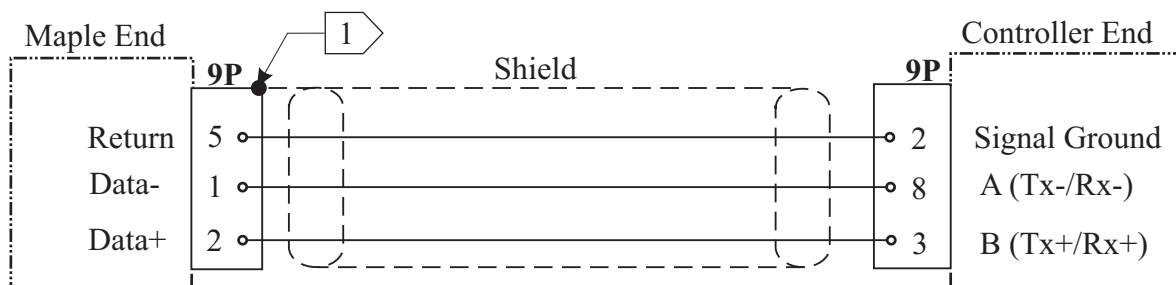 1
Maple End
Controller End
9P
Shield
9P
Return 5 2 Signal Ground
Data- 1 8 A (Tx-/Rx-)
Data+ 2 3 B (Tx+/Rx+)